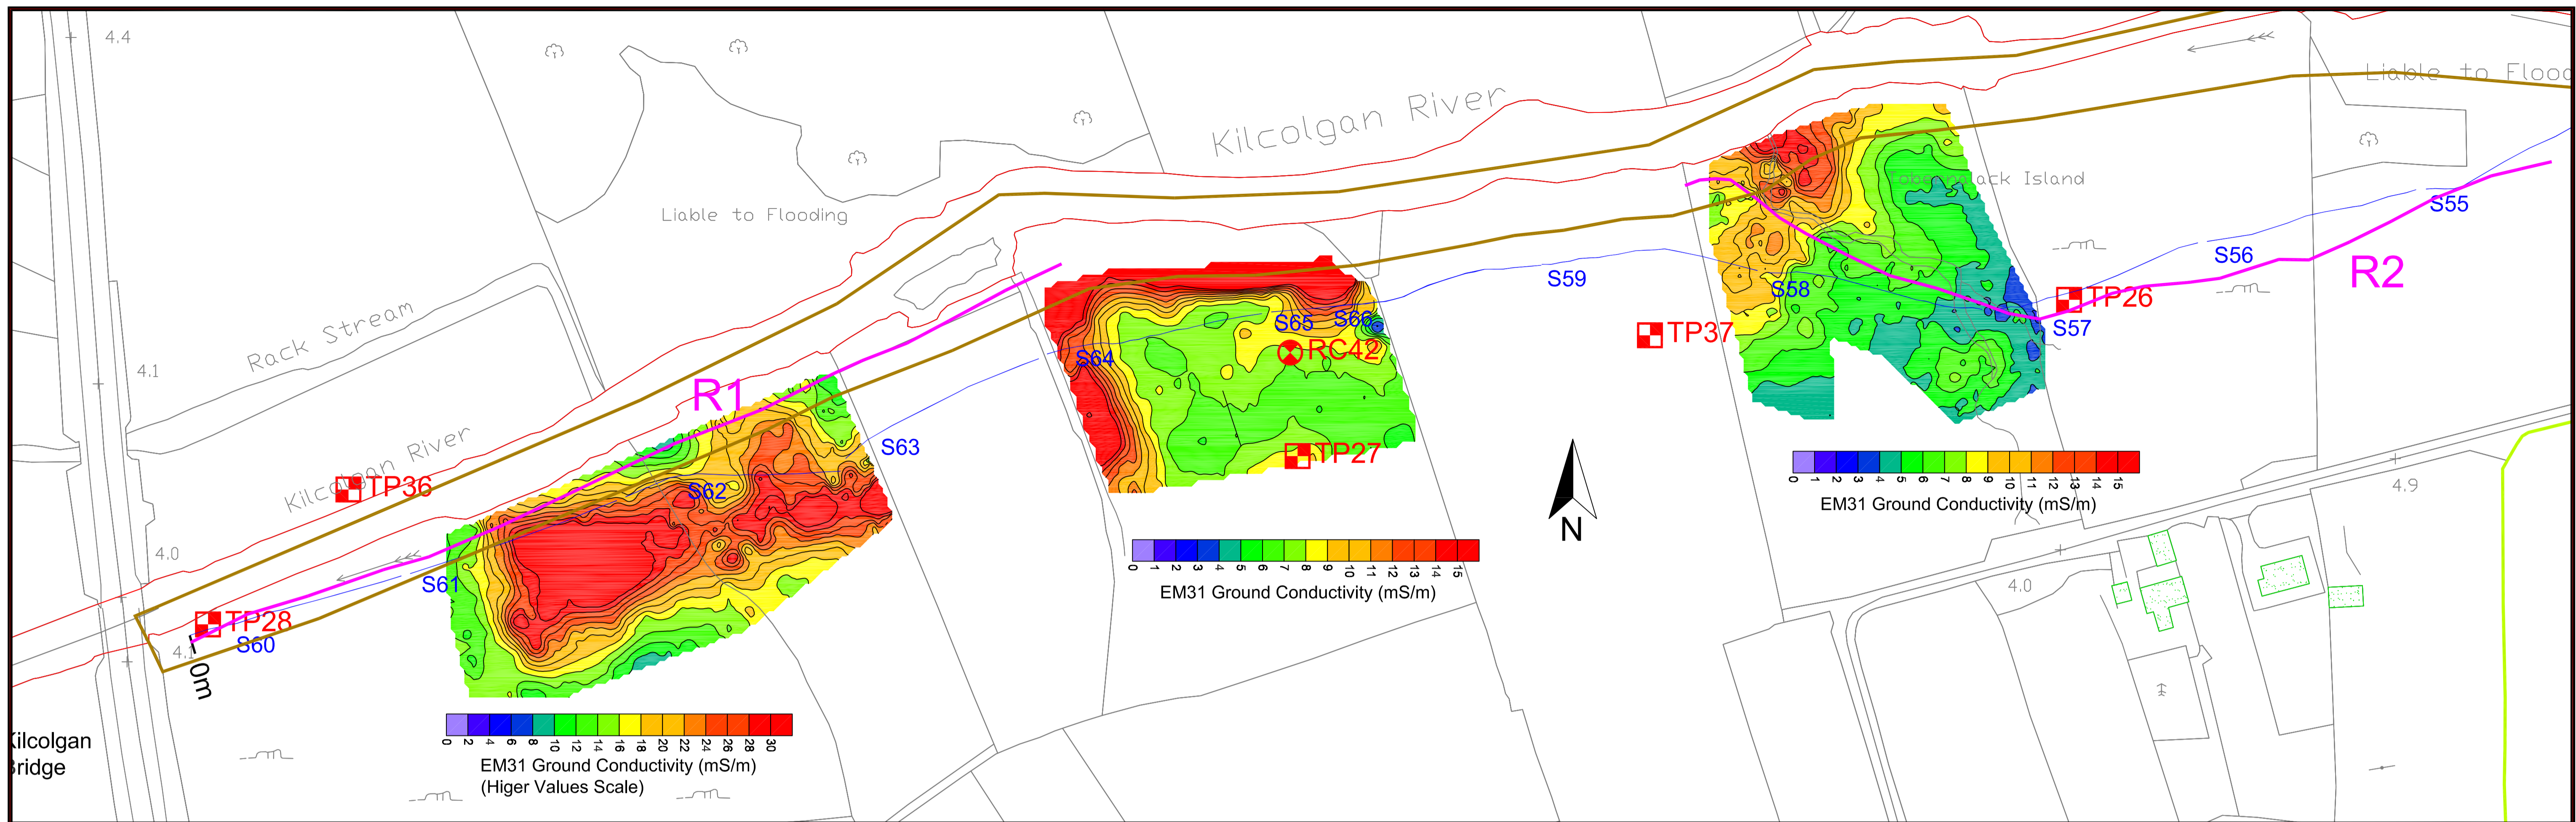 4.4
Liable to Flood
Kilcolgan River
Tobernalack Island
Liable to Flooding
S55
S56
R2
S59
S58
TP26
S57
TP37
S65
S66
RC42
S64
Rack Stream
4.1
R1
S63
TP27
Kilcolgan River
TP36
S62
N
0 1 2 3 4 5 6 7 8 9 10 11 12 13 14 15
EM31 Ground Conductivity (mS/m)
4.9
4.0
S61
0 1 2 3 4 5 6 7 8 9 10 11 12 13 14 15
EM31 Ground Conductivity (mS/m)
4.0
TP28
S60
4.1
0m
0 2 4 6 8 10 12 14 16 18 20 22 24 26 28 30
EM31 Ground Conductivity (mS/m)
(Higer Values Scale)
Kilcolgan
Bridge